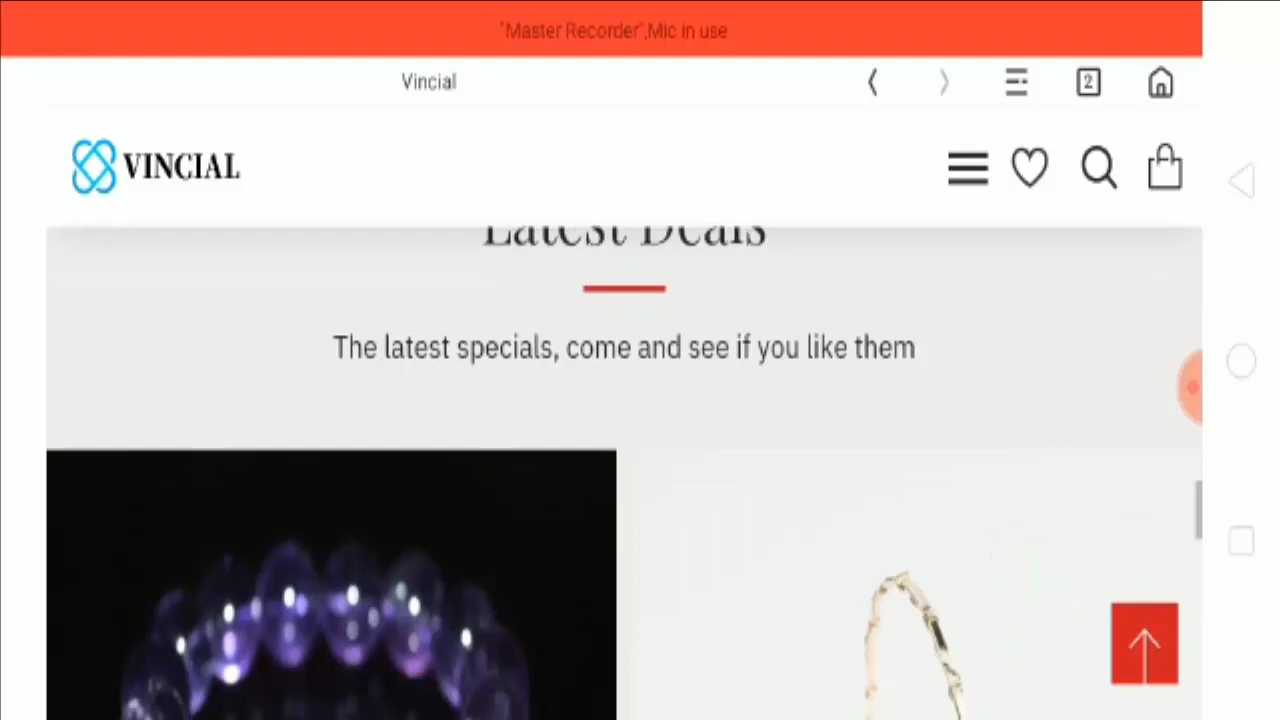 "Master Recorder",Mic in use
Vincial
2
VINCIAL
Latest Deals
The latest specials, come and see if you like them